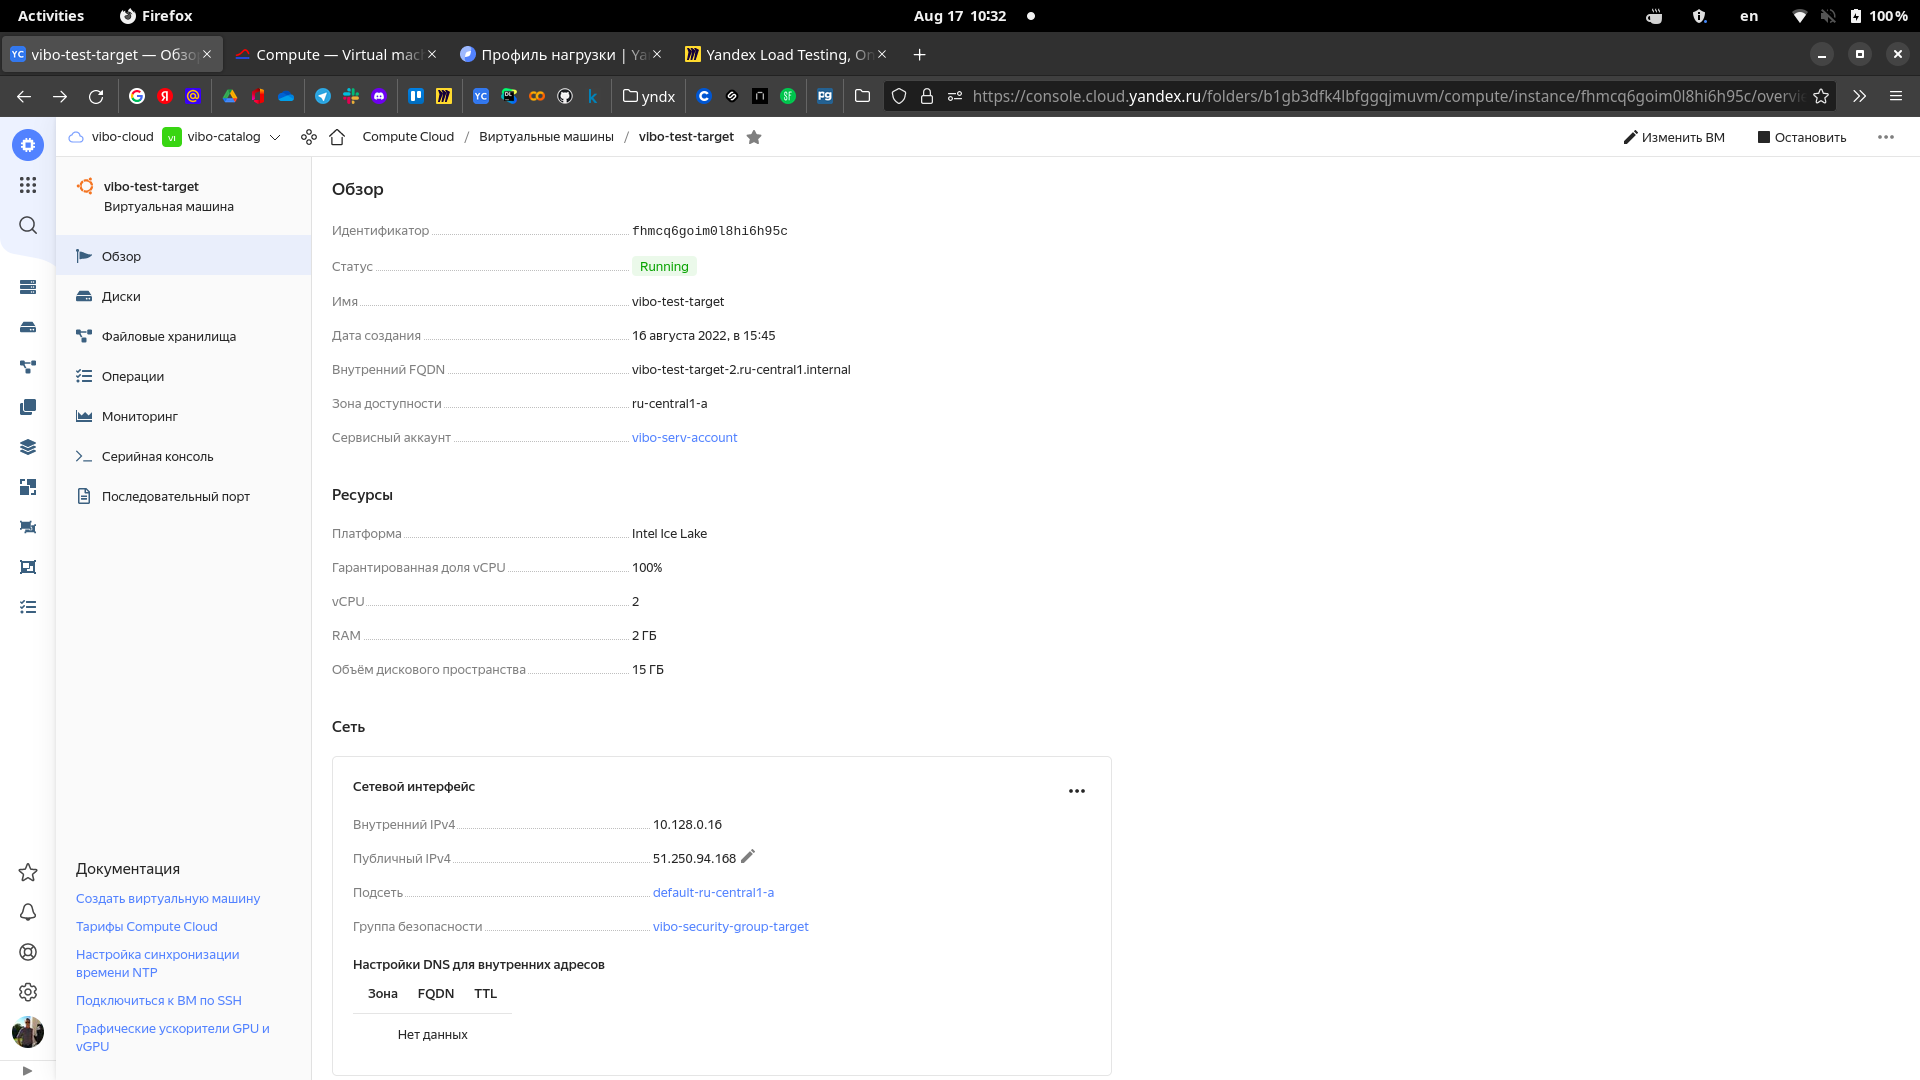 Activities
Firefox
Aug 17 10:32
en
100 %
vibo-test-target — Обзо
Compute — Virtual mac
Профиль нагрузки | Ya
Yandex Load Testing, On
yndx
https://console.cloud.yandex.ru/folders/b1gb3dfk4lbfggqjmuvm/compute/instance/fhmcq6goim0l8hi6h95c/overvie
vibo-cloud
vibo-catalog
Compute Cloud / Виртуальные машины / vibo-test-target
Изменить ВМ
Остановить
vibo-test-target
Виртуальная машина
Обзор
Диски
Файловые хранилища
Операции
Мониторинг
Серийная консоль
Последовательный порт
Документация
Создать виртуальную машину
Тарифы Compute Cloud
Настройка синхронизации
времени NTP
Подключиться к ВМ по SSH
Графические ускорители GPU и
vGPU
Обзор
Идентификатор fhmcq6goim0l8hi6h95c
Статус Running
Имя vibo-test-target
Дата создания 16 августа 2022, в 15:45
Внутренний FQDN vibo-test-target-2.ru-central1.internal
Зона доступности ru-central1-a
Сервисный аккаунт vibo-serv-account
Ресурсы
Платформа Intel Ice Lake
Гарантированная доля vCPU 100%
vCPU 2
RAM 2 ГБ
Объём дискового пространства 15 ГБ
Сеть
Сетевой интерфейс
Внутренний IPv4 10.128.0.16
Публичный IPv4 51.250.94.168
Подсеть default-ru-central1-a
Группа безопасности vibo-security-group-target
Настройки DNS для внутренних адресов
Зона FQDN TTL
Нет данных